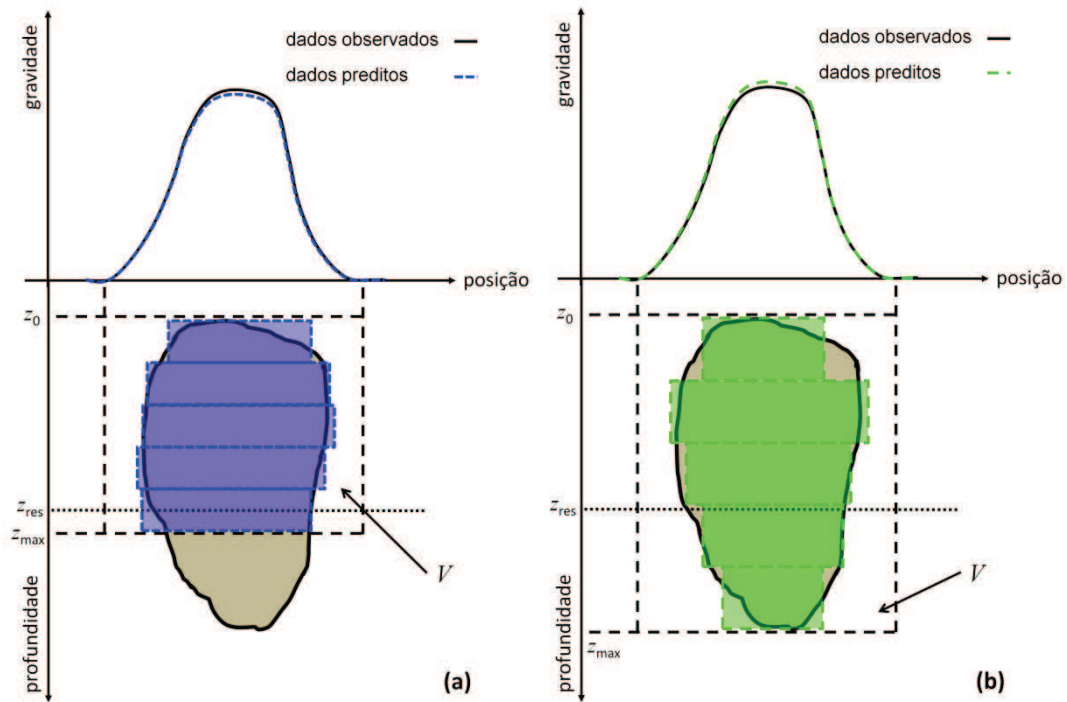 gravidade
dados observados
dados preditos
posição
z0
zres
zmax
V
profundidade
(a)
gravidade
dados observados
dados preditos
posição
z0
zres
zmax
V
profundidade
(b)